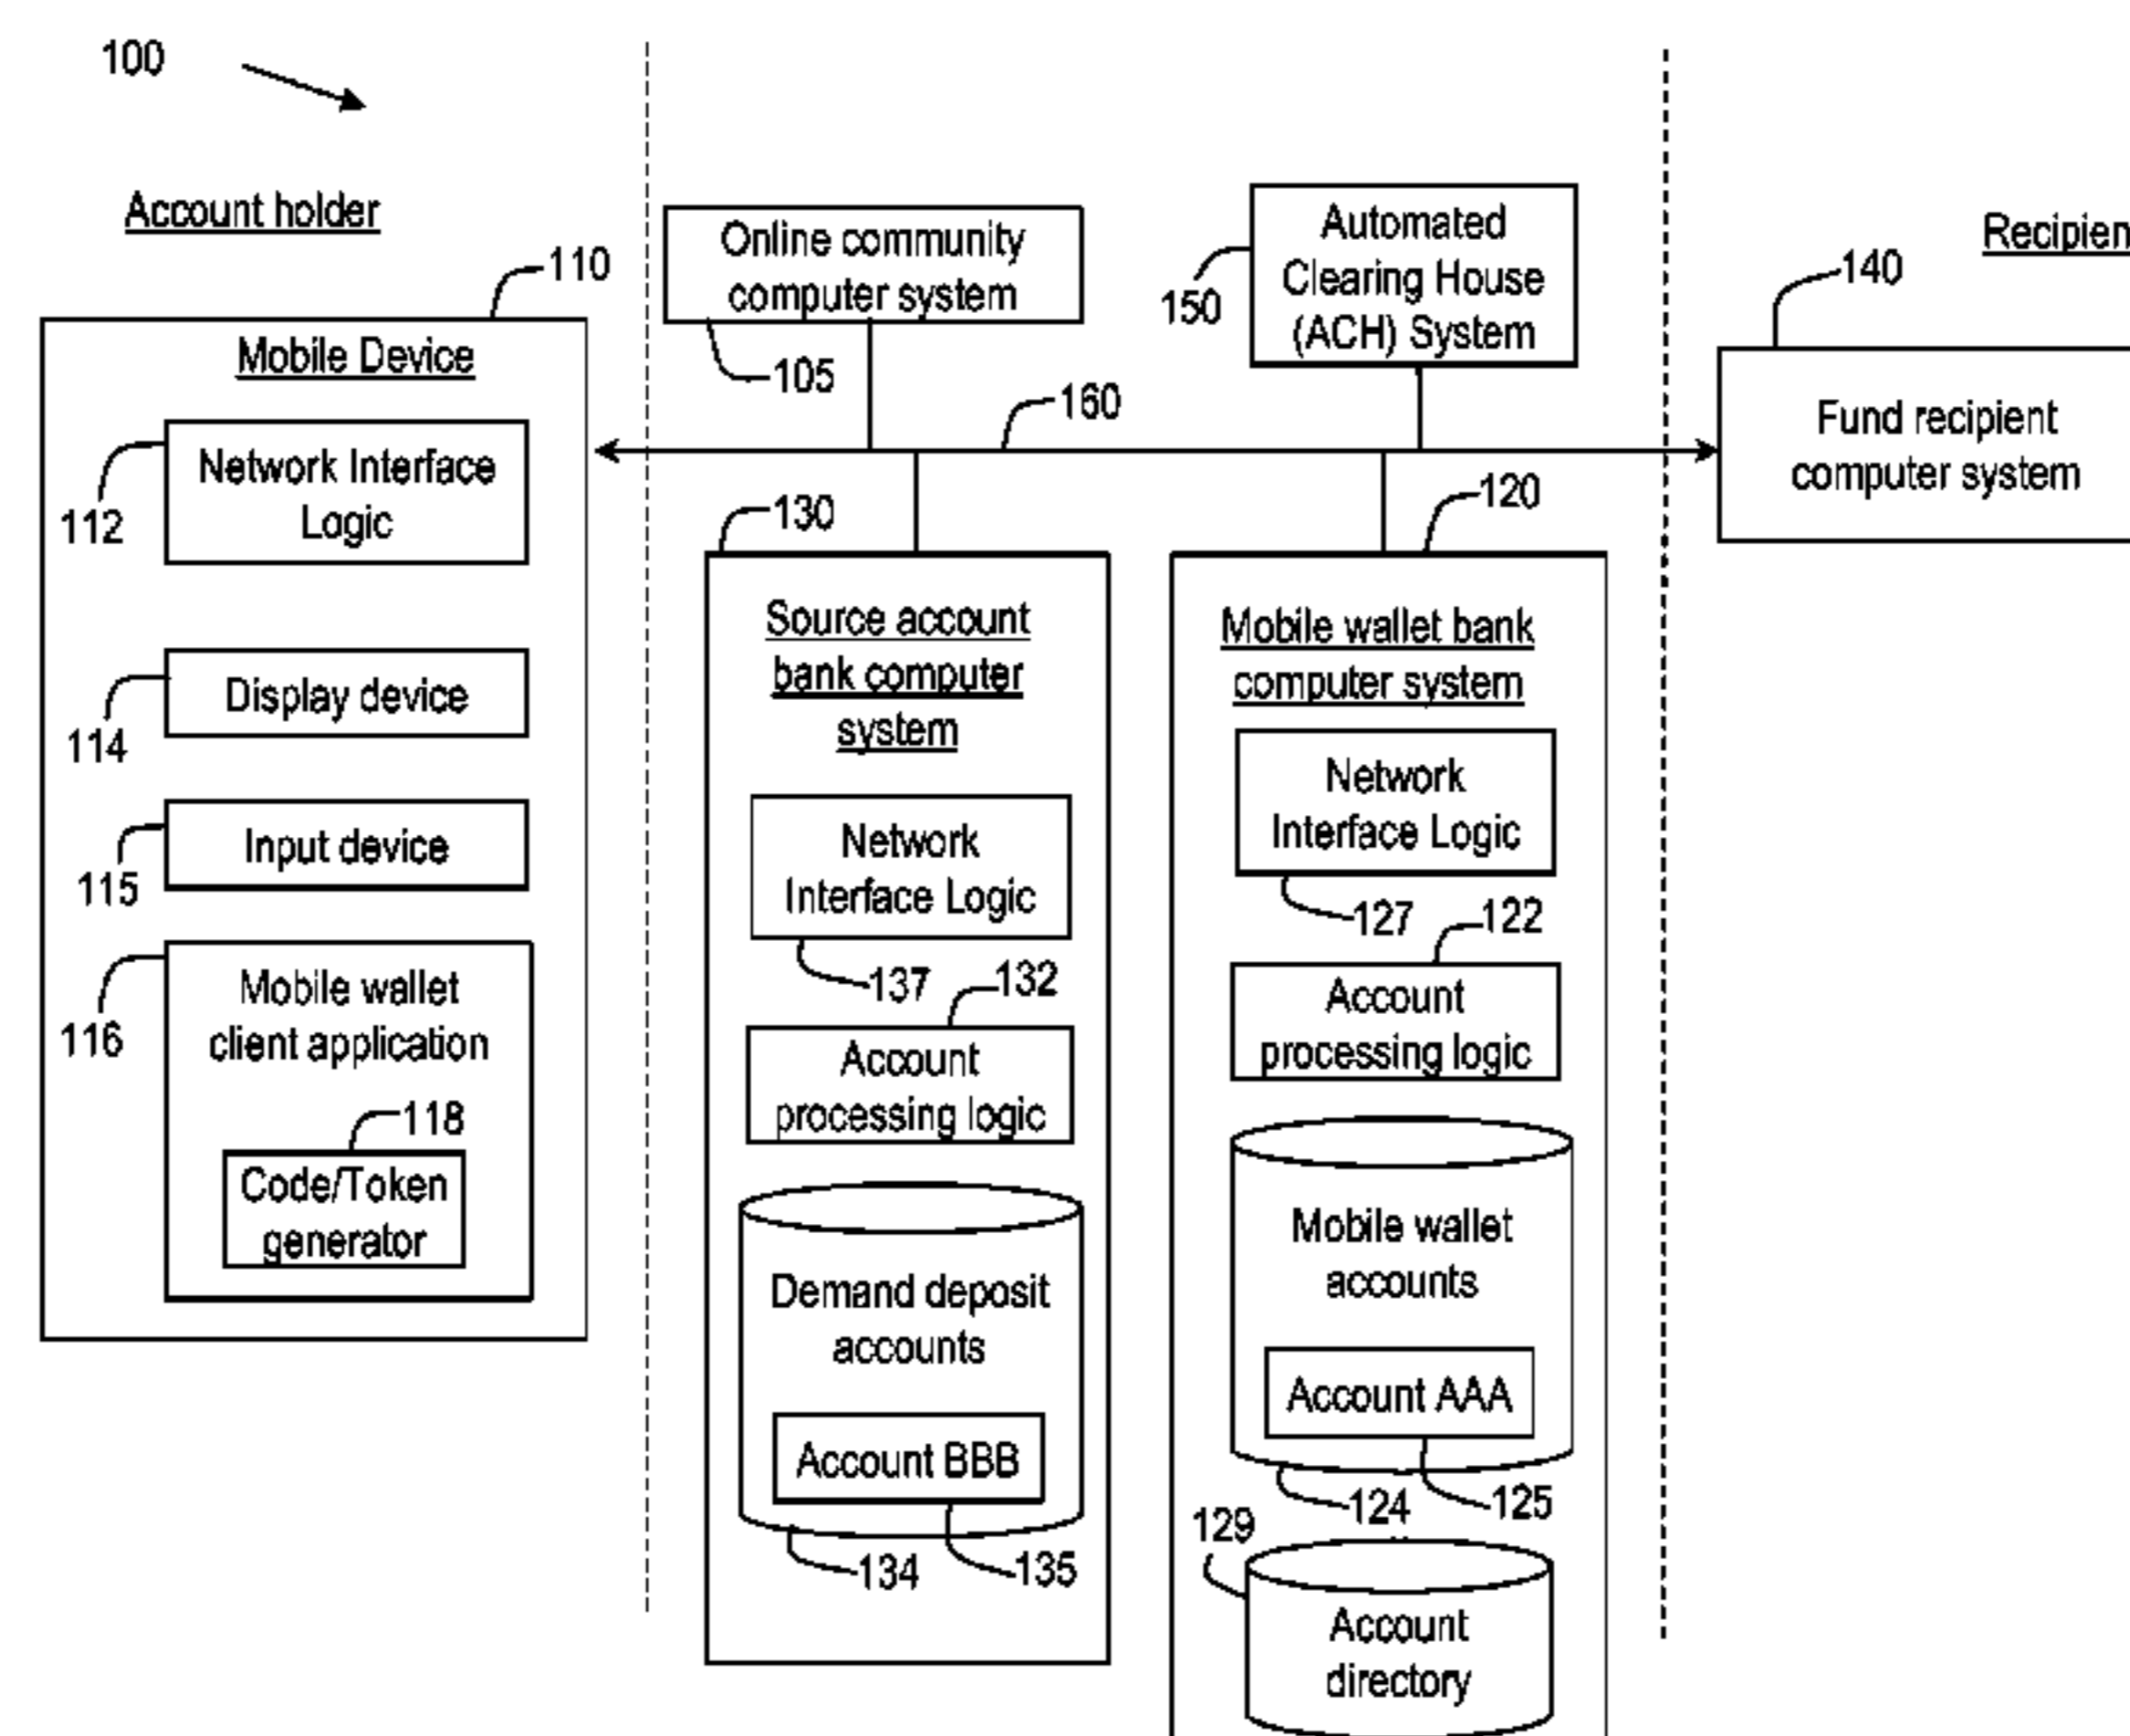 100
Account holder
110
Mobile Device
Network Interface
Logic
112
Display device
114
Input device
115
Mobile wallet
client application
116
118
Code/Token
generator
Online community
computer system
105
Automated
Clearing House
(ACH) System
150
160
130
Source account
bank computer
system
Network
Interface Logic
137
132
Account
processing logic
Demand deposit
accounts
Account BBB
134
135
120
Mobile wallet bank
computer system
Network
Interface Logic
127
122
Account
processing logic
Mobile wallet
accounts
Account AAA
124
125
129
Account
directory
Recipien
140
Fund recipient
computer system